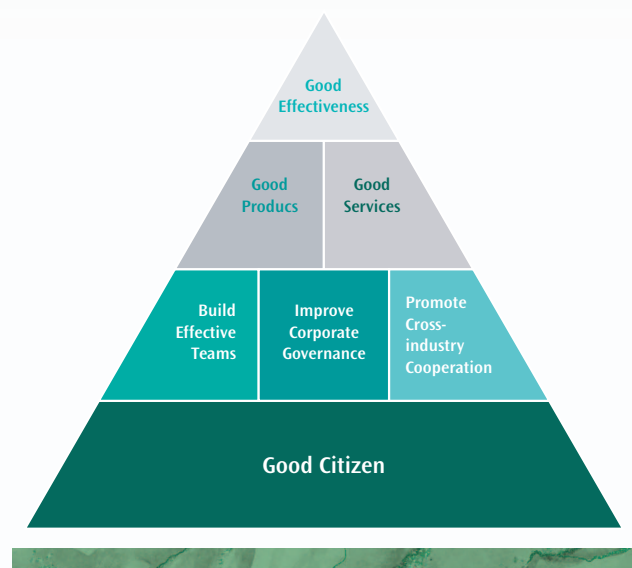 Good
Effectiveness
Good
Producs
Good
Services
Build
Effective
Teams
Improve
Corporate
Governance
Promote
Cross-
industry
Cooperation
Good Citizen